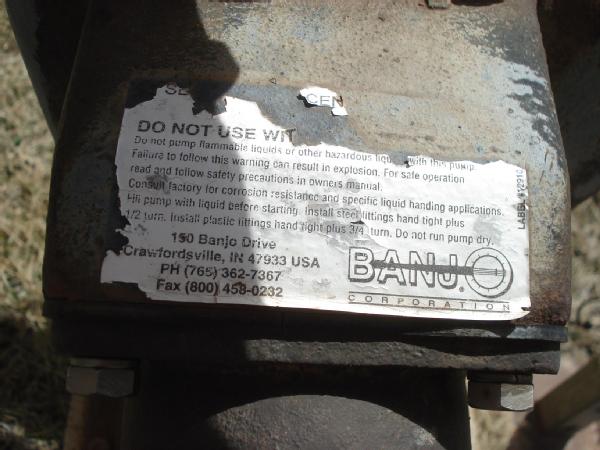 SE CEN
DO NOT USE WIT
Do not pump flammable liquids or other hazardous liqu with this pump.
Failure to follow this warning can result in explosion. For safe operation
read and follow safety precautions in owners manual.
Consult factory for corrosion resistance and specific liquid handing applications.
Fill pump with liquid before starting. Install steel fittings hand tight plus
1/2 turn. Install plastic fittings hand tight plus 3/4 turn. Do not run pump dry.
150 Banjo Drive
Crawfordsville, IN 47933 USA
PH (765) 362-7367
Fax (800) 458-0232
BANJO
CORPORATION